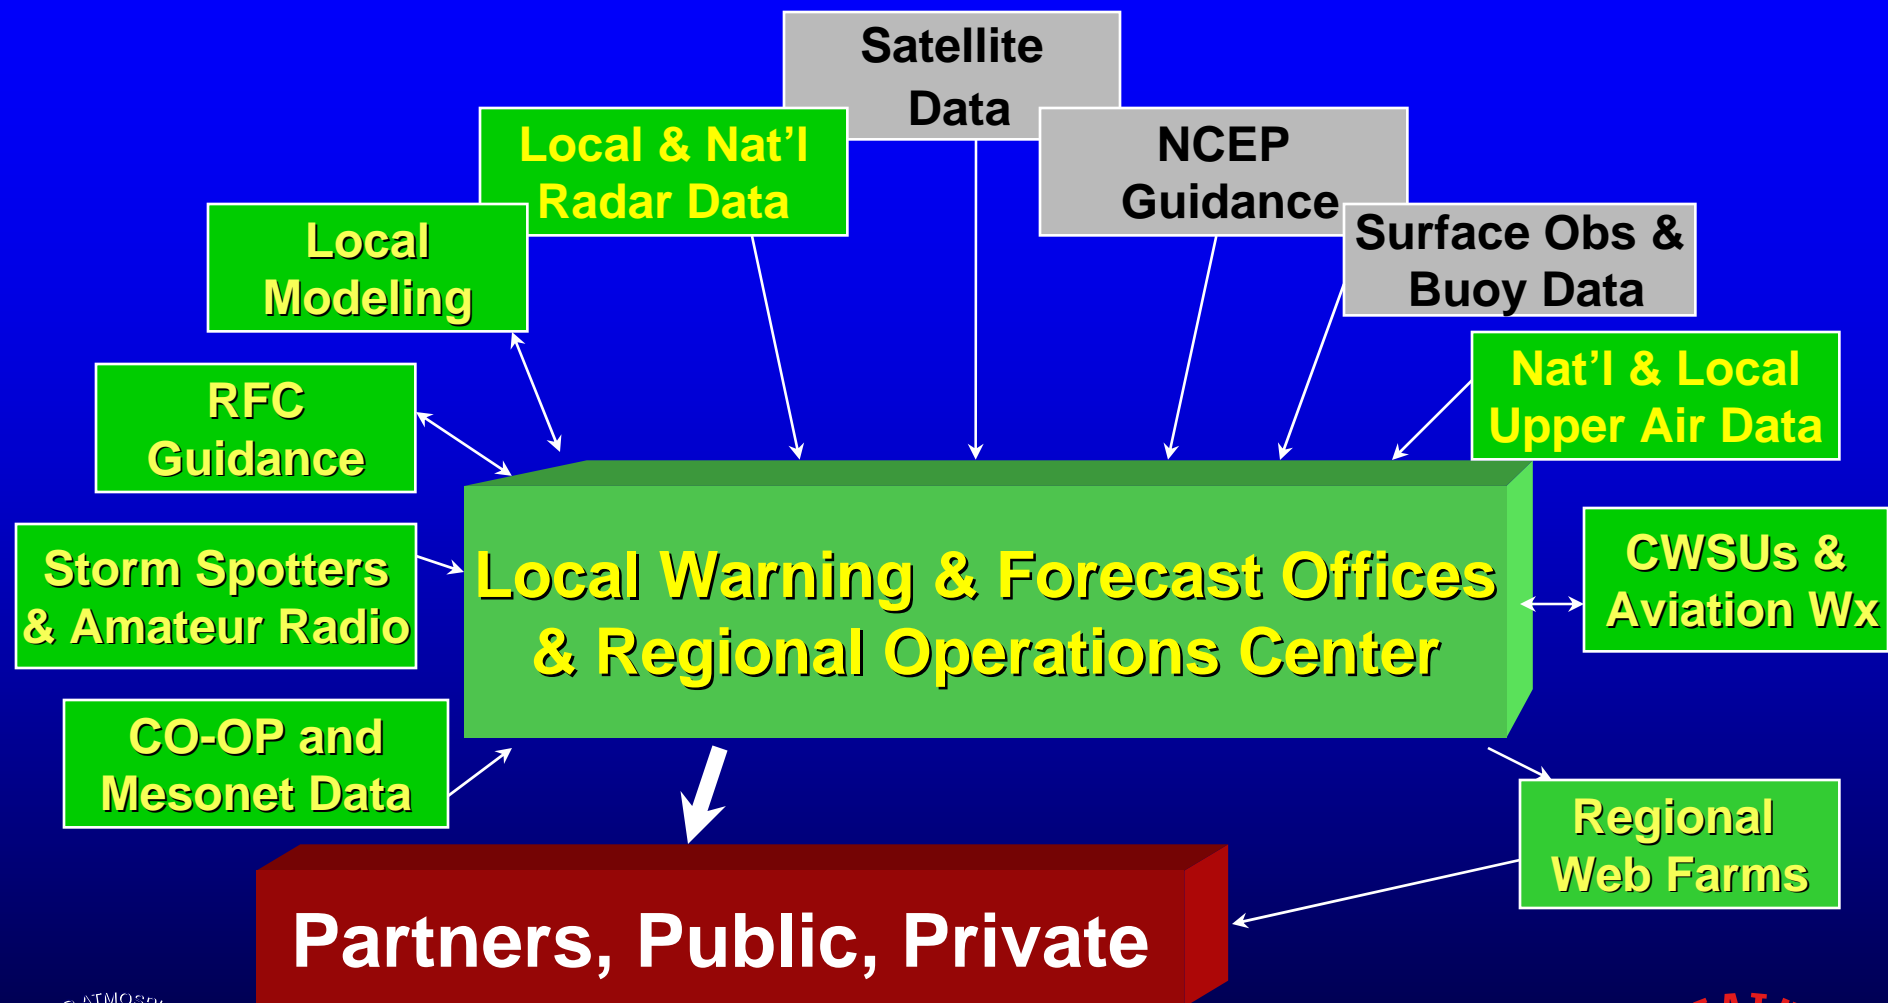 Satellite
Data
Local & Nat'l
Radar Data
NCEP
Guidance
Local
Modeling
Surface Obs &
Buoy Data
RFC
Guidance
Nat'l & Local
Upper Air Data
Storm Spotters
& Amateur Radio
Local Warning & Forecast Offices
& Regional Operations Center
CWSUs &
Aviation Wx
CO-OP and
Mesonet Data
Regional
Web Farms
Partners, Public, Private